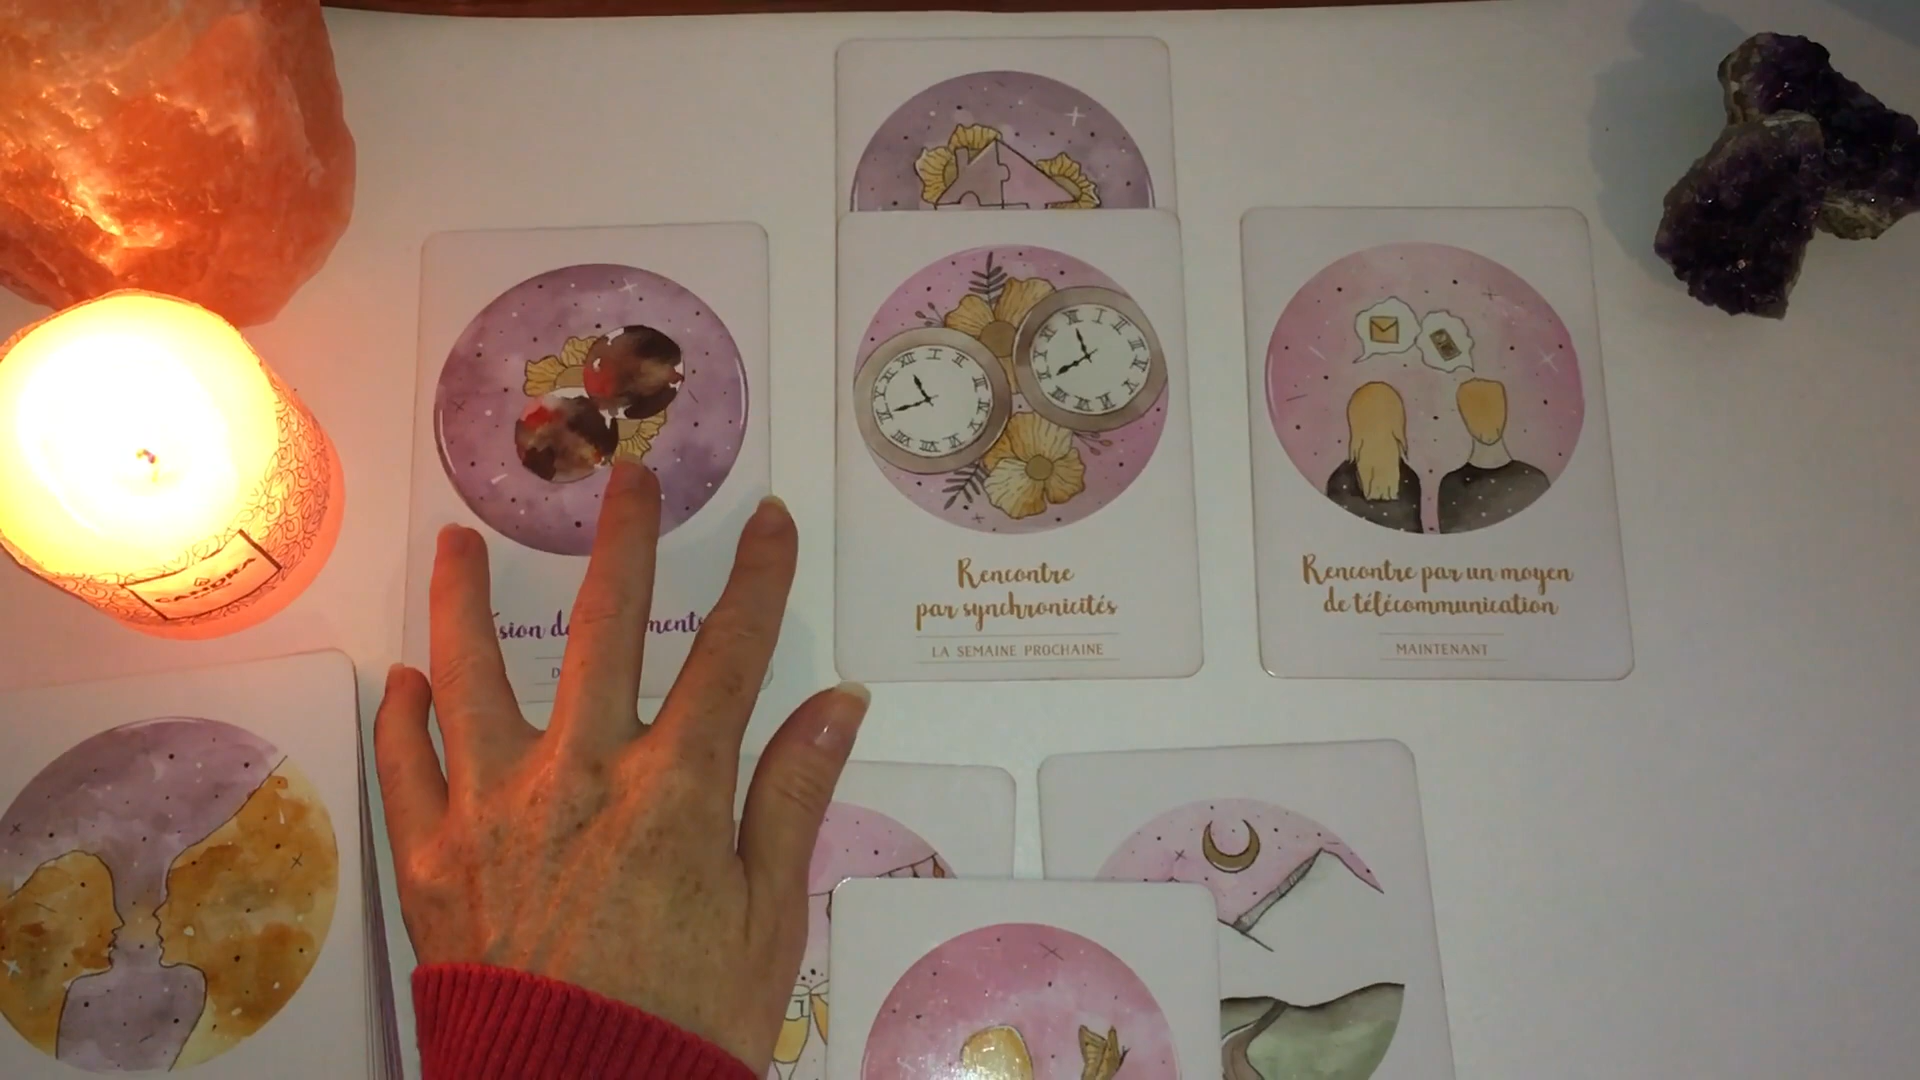 Rencontre
par synchronicités
LA SEMAINE PROCHAINE
Rencontre par un moyen
de télécommunication
MAINTENANT